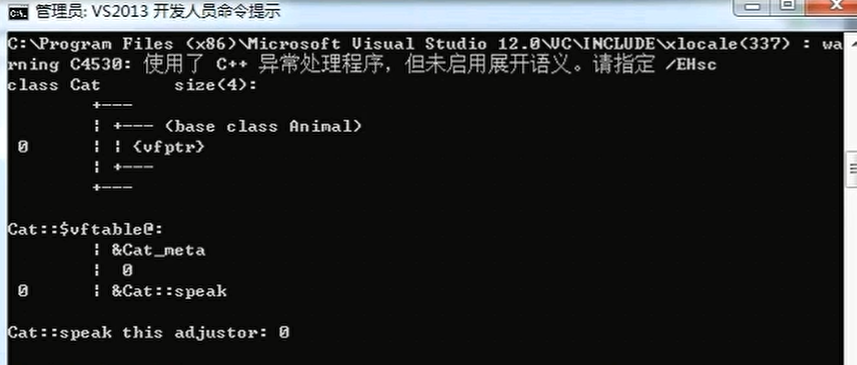 管理员: VS2013 开发人员命令提示
C:\Program Files (x86)\Microsoft Visual Studio 12.0\VC\INCLUDE\xlocale(337) : wa
rning C4530: 使用了 C++ 异常处理程序，但未启用展开语义。请指定 /EHsc
class Cat       size(4):
        +---
        | +--- (base class Animal)
 0      | | {vfptr}
        | +---
        +---
Cat::$vftable@:
        | &Cat_meta
        |  0
 0      | &Cat::speak
Cat::speak this adjustor: 0